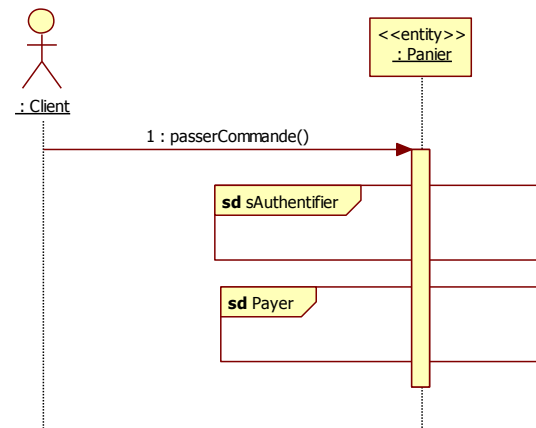 <<entity>>
: Panier
: Client
1 : passerCommande()
sd sAuthentifier
sd Payer